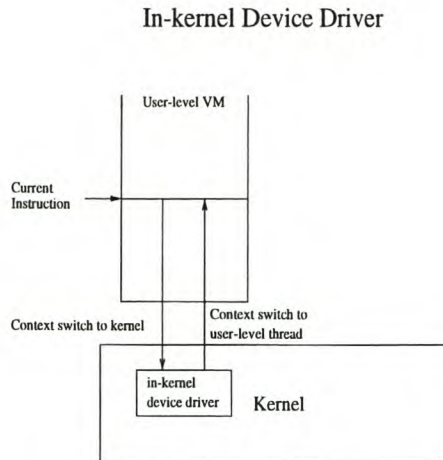 In-kernel Device Driver
User-level VM
Current
Instruction
Context switch to kernel
Context switch to
user-level thread
in-kernel
device driver
Kernel